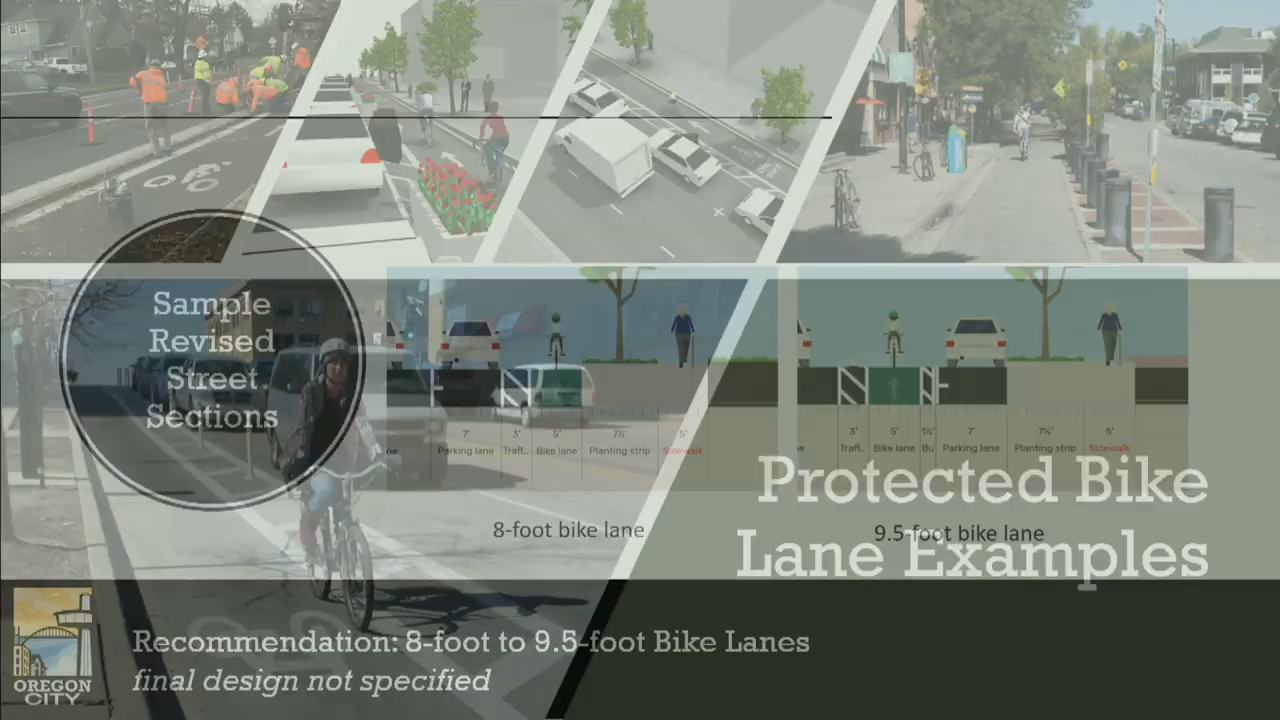 Sample
Revised
Street
Sections
7' 3' 5' 7½' 5'
Parking lane Traff... Bike lane Planting strip Sidewalk
3' 5' 1½' 7' 7½' 5'
Traff... Bike lane Bu Parking lane Planting strip Sidewalk
8-foot bike lane
9.5-foot bike lane
Protected Bike
Lane Examples
Recommendation: 8-foot to 9.5-foot Bike Lanes
final design not specified
OREGON
CITY